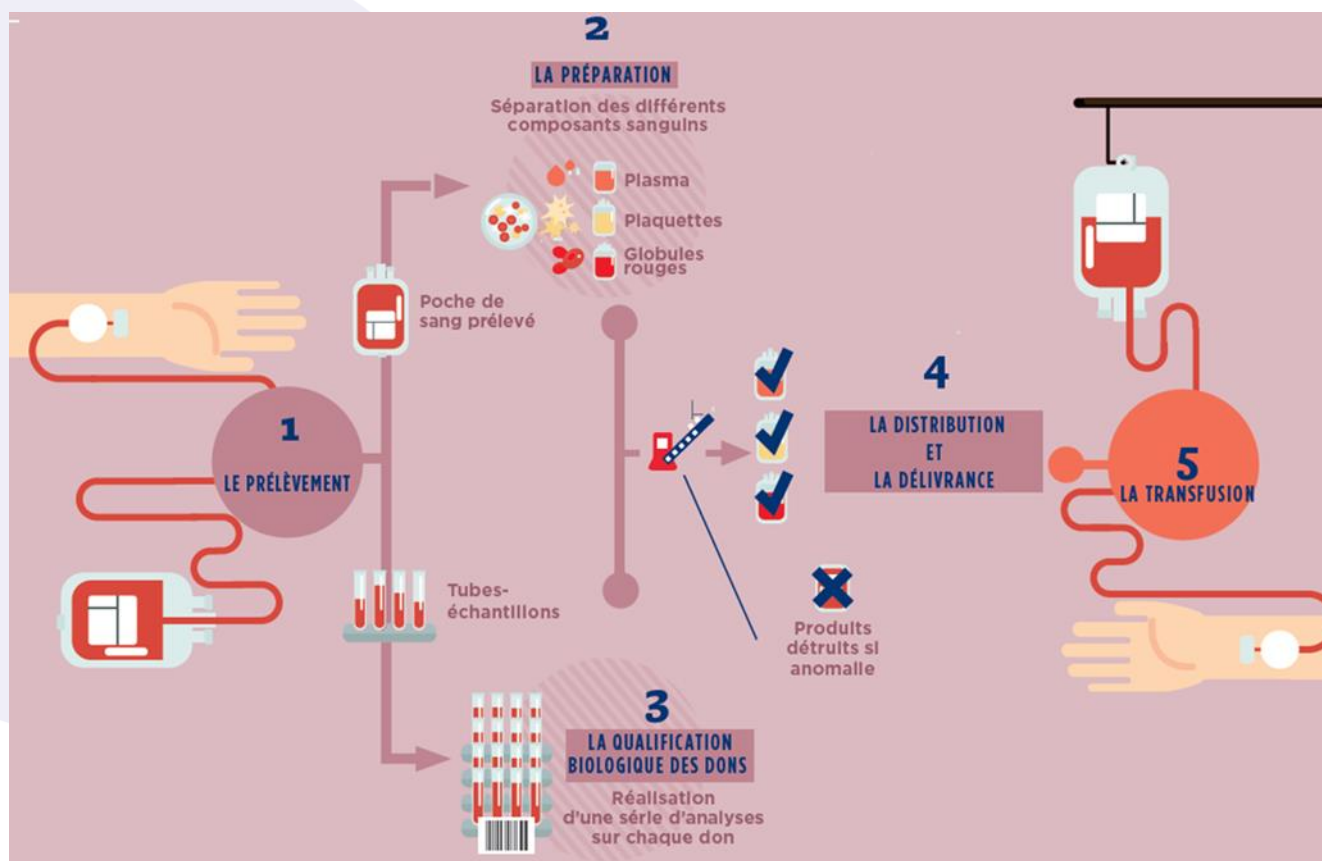 2
LA PRÉPARATION
Séparation des différents
composants sanguins
Plasma
Plaquettes
Globules
rouges
Poche de
sang prélevé
1
LE PRÉLÈVEMENT
Tubes-
échantillons
3
LA QUALIFICATION
BIOLOGIQUE DES DONS
Réalisation
d'une série d'analyses
sur chaque don
4
LA DISTRIBUTION
ET
LA DÉLIVRANCE
Produits
détruits si
anomalie
5
LA TRANSFUSION